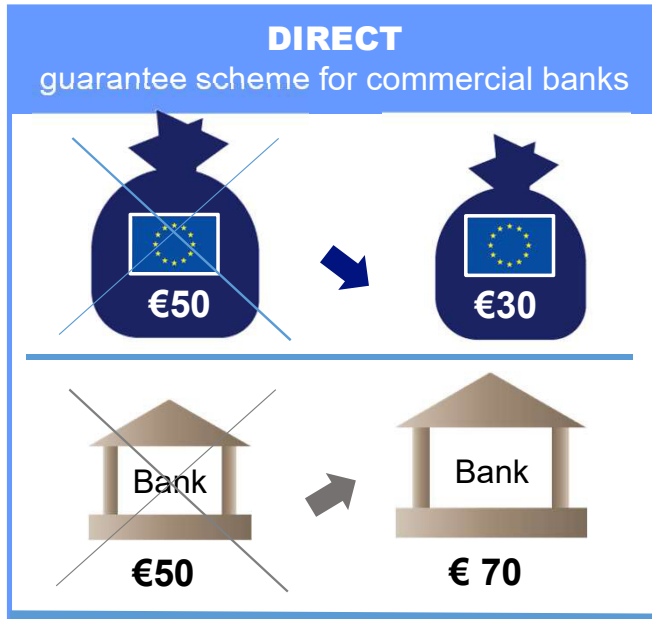 DIRECT
guarantee scheme for commercial banks
€50
€30
Bank
Bank
€50
€ 70